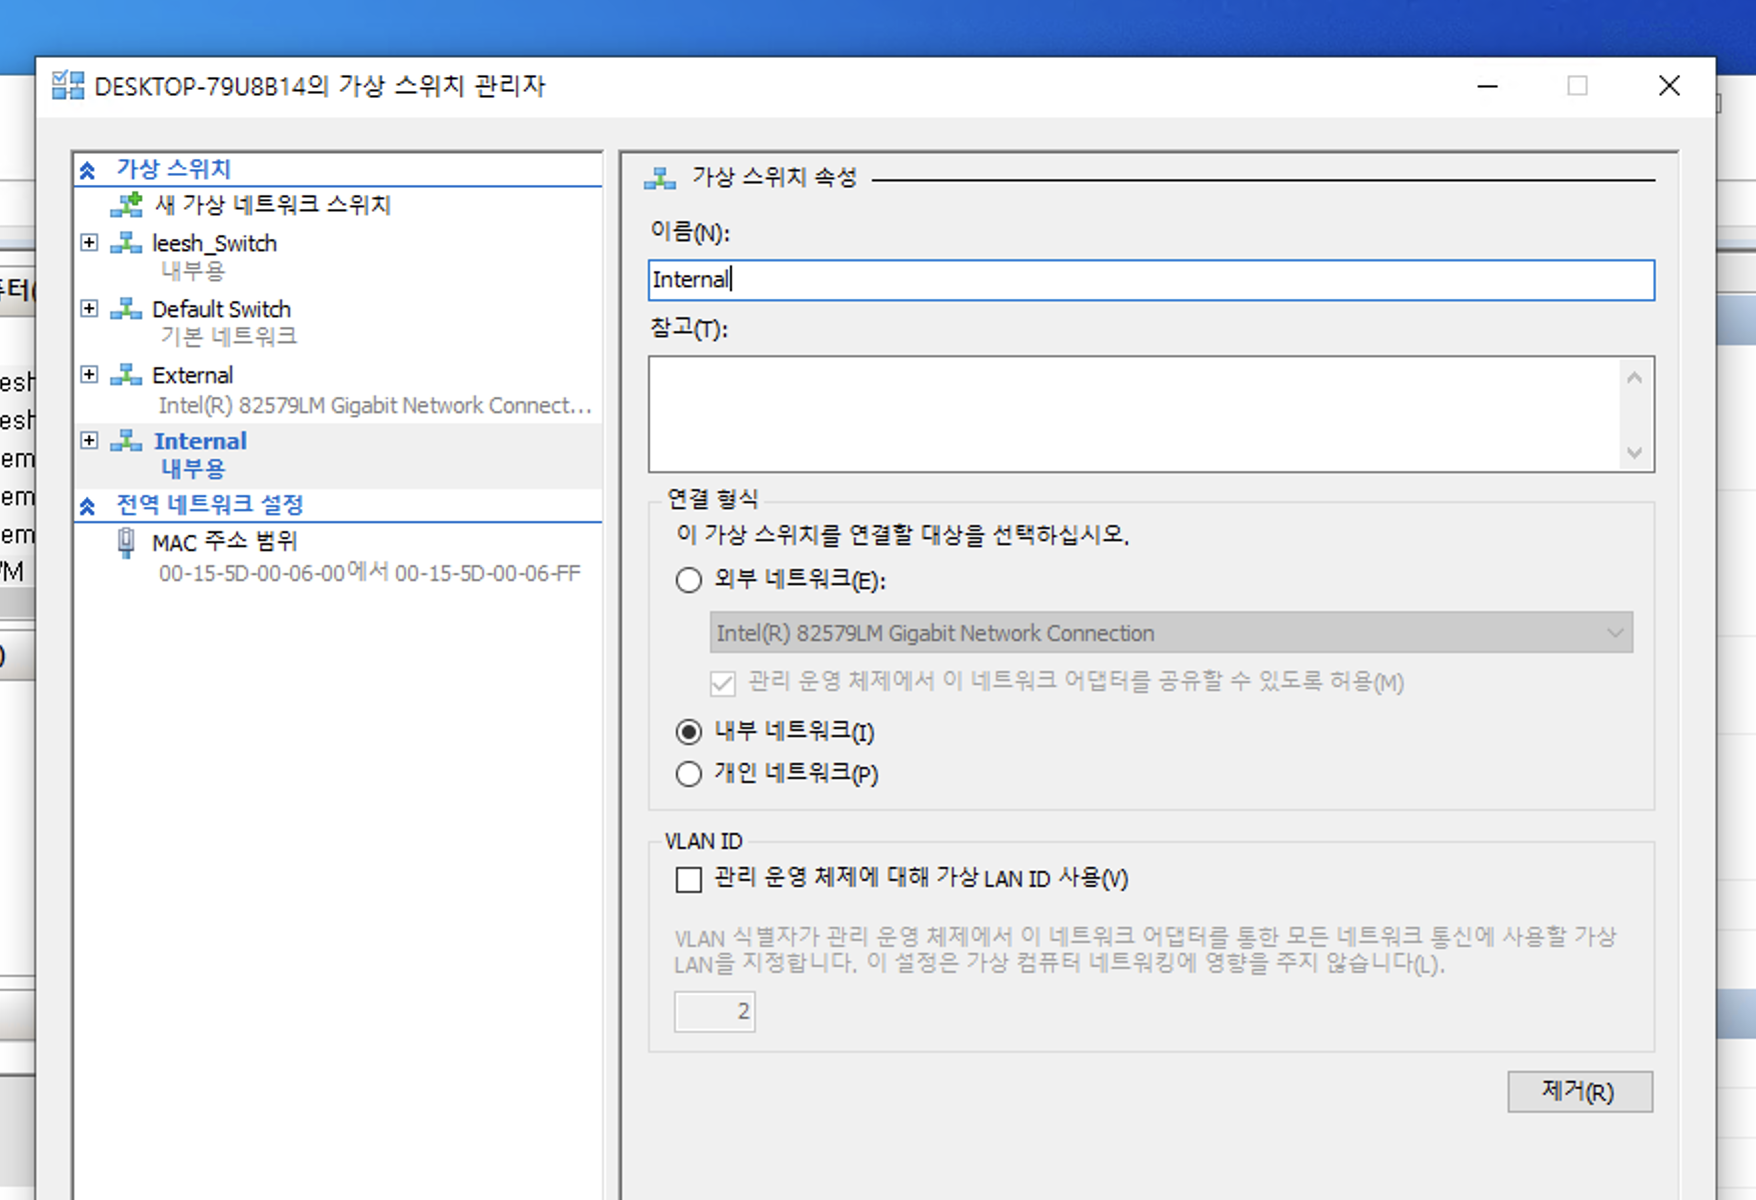 DESKTOP-79U8B14의 가상 스위치 관리자
가상 스위치
새 가상 네트워크 스위치
leesh_Switch
내부용
Default Switch
기본 네트워크
External
Intel(R) 82579LM Gigabit Network Connect...
Internal
내부용
전역 네트워크 설정
MAC 주소 범위
00-15-5D-00-06-00에서 00-15-5D-00-06-FF
가상 스위치 속성
이름(N):
Internal
참고(T):
연결 형식
이 가상 스위치를 연결할 대상을 선택하십시오.
외부 네트워크(E):
Intel(R) 82579LM Gigabit Network Connection
관리 운영 체제에서 이 네트워크 어댑터를 공유할 수 있도록 허용(M)
내부 네트워크(I)
개인 네트워크(P)
VLAN ID
관리 운영 체제에 대해 가상 LAN ID 사용(V)
VLAN 식별자가 관리 운영 체제에서 이 네트워크 어댑터를 통한 모든 네트워크 통신에 사용할 가상
LAN을 지정합니다. 이 설정은 가상 컴퓨터 네트워킹에 영향을 주지 않습니다(L).
2
제거(R)